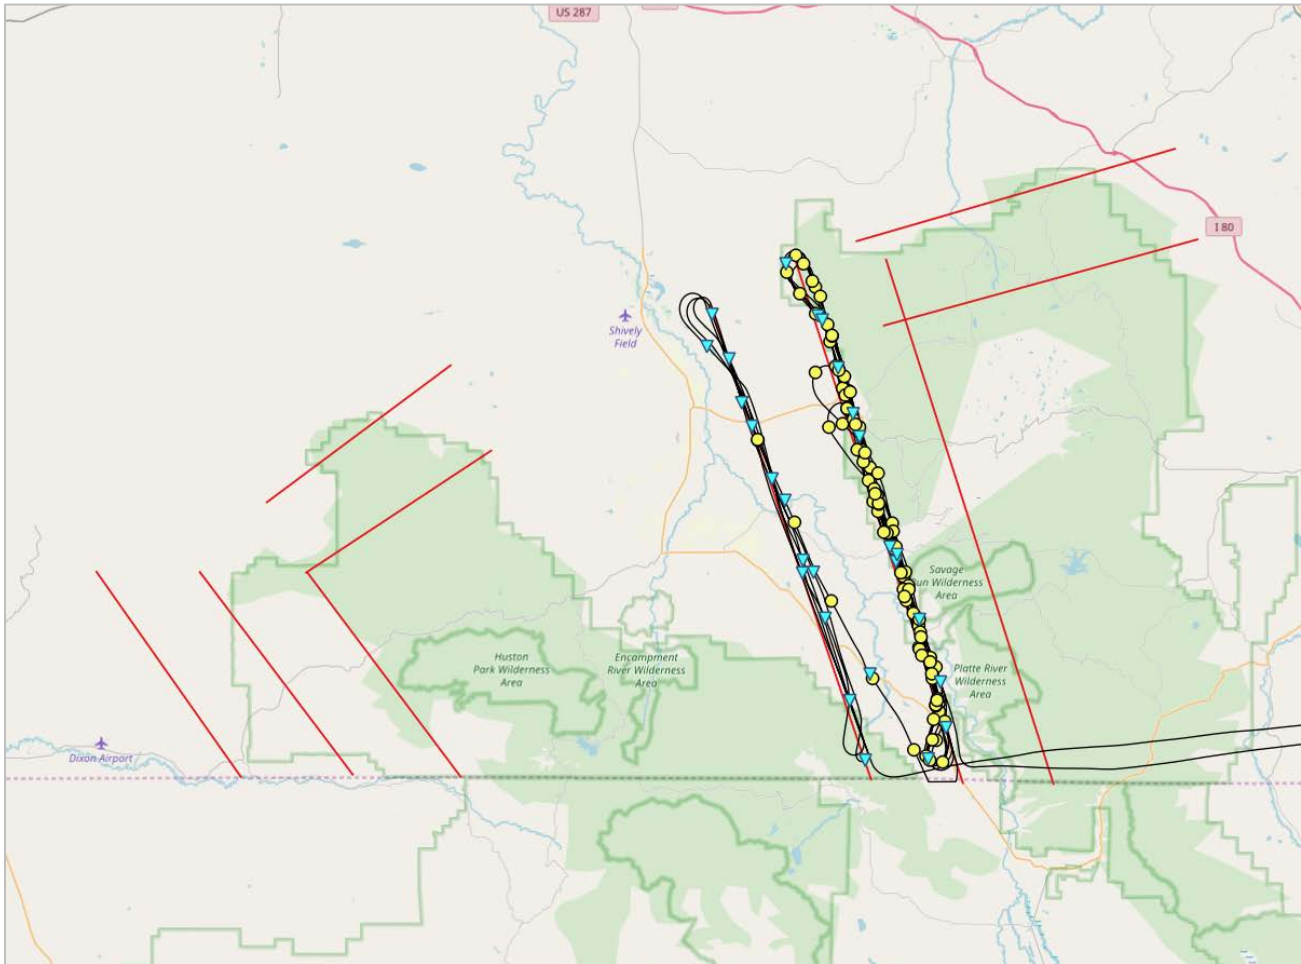 US 287
I 80
Shively
Field
Savage
Run Wilderness
Area
Huston
Park Wilderness
Area
Encampment
River Wilderness
Area
Platte River
Wilderness
Area
Dixon Airport